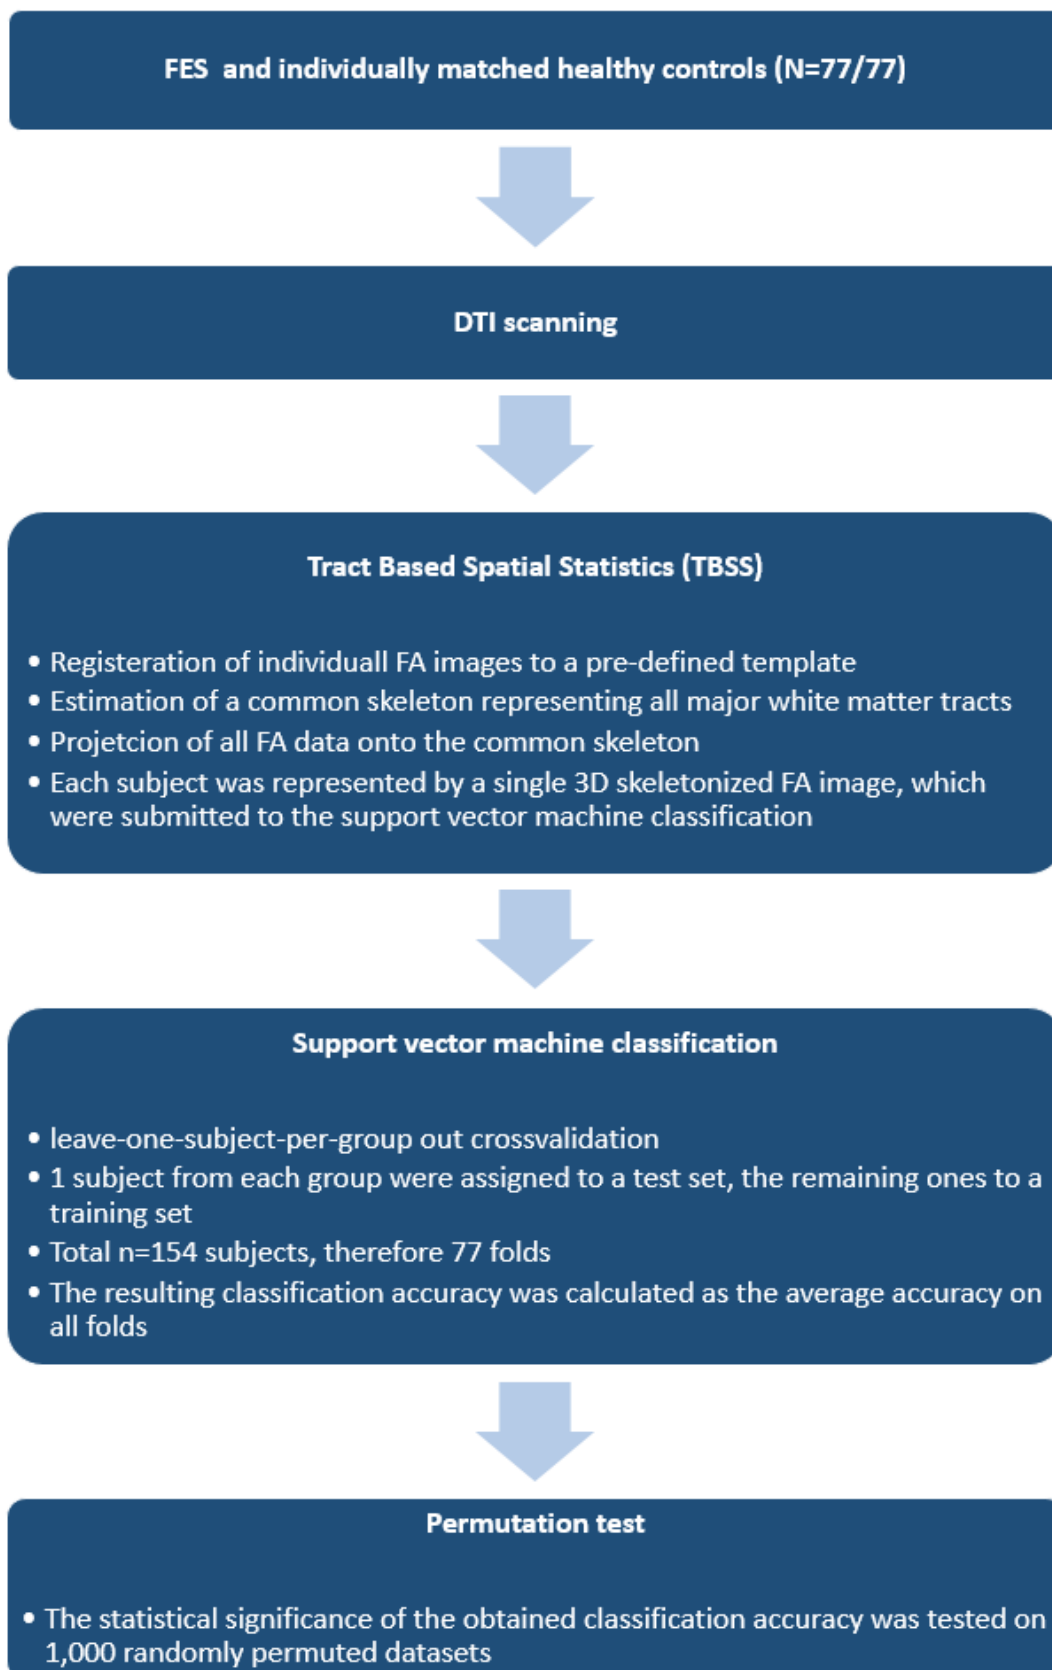 FES and individually matched healthy controls (N=77/77)
DTI scanning
Tract Based Spatial Statistics (TBSS)
• Registeration of individuall FA images to a pre-defined template
• Estimation of a common skeleton representing all major white matter tracts
• Projetcion of all FA data onto the common skeleton
• Each subject was represented by a single 3D skeletonized FA image, which
were submitted to the support vector machine classification
Support vector machine classification
• leave-one-subject-per-group out crossvalidation
• 1 subject from each group were assigned to a test set, the remaining ones to a
training set
• Total n=154 subjects, therefore 77 folds
• The resulting classification accuracy was calculated as the average accuracy on
all folds
Permutation test
• The statistical significance of the obtained classification accuracy was tested on
1,000 randomly permuted datasets